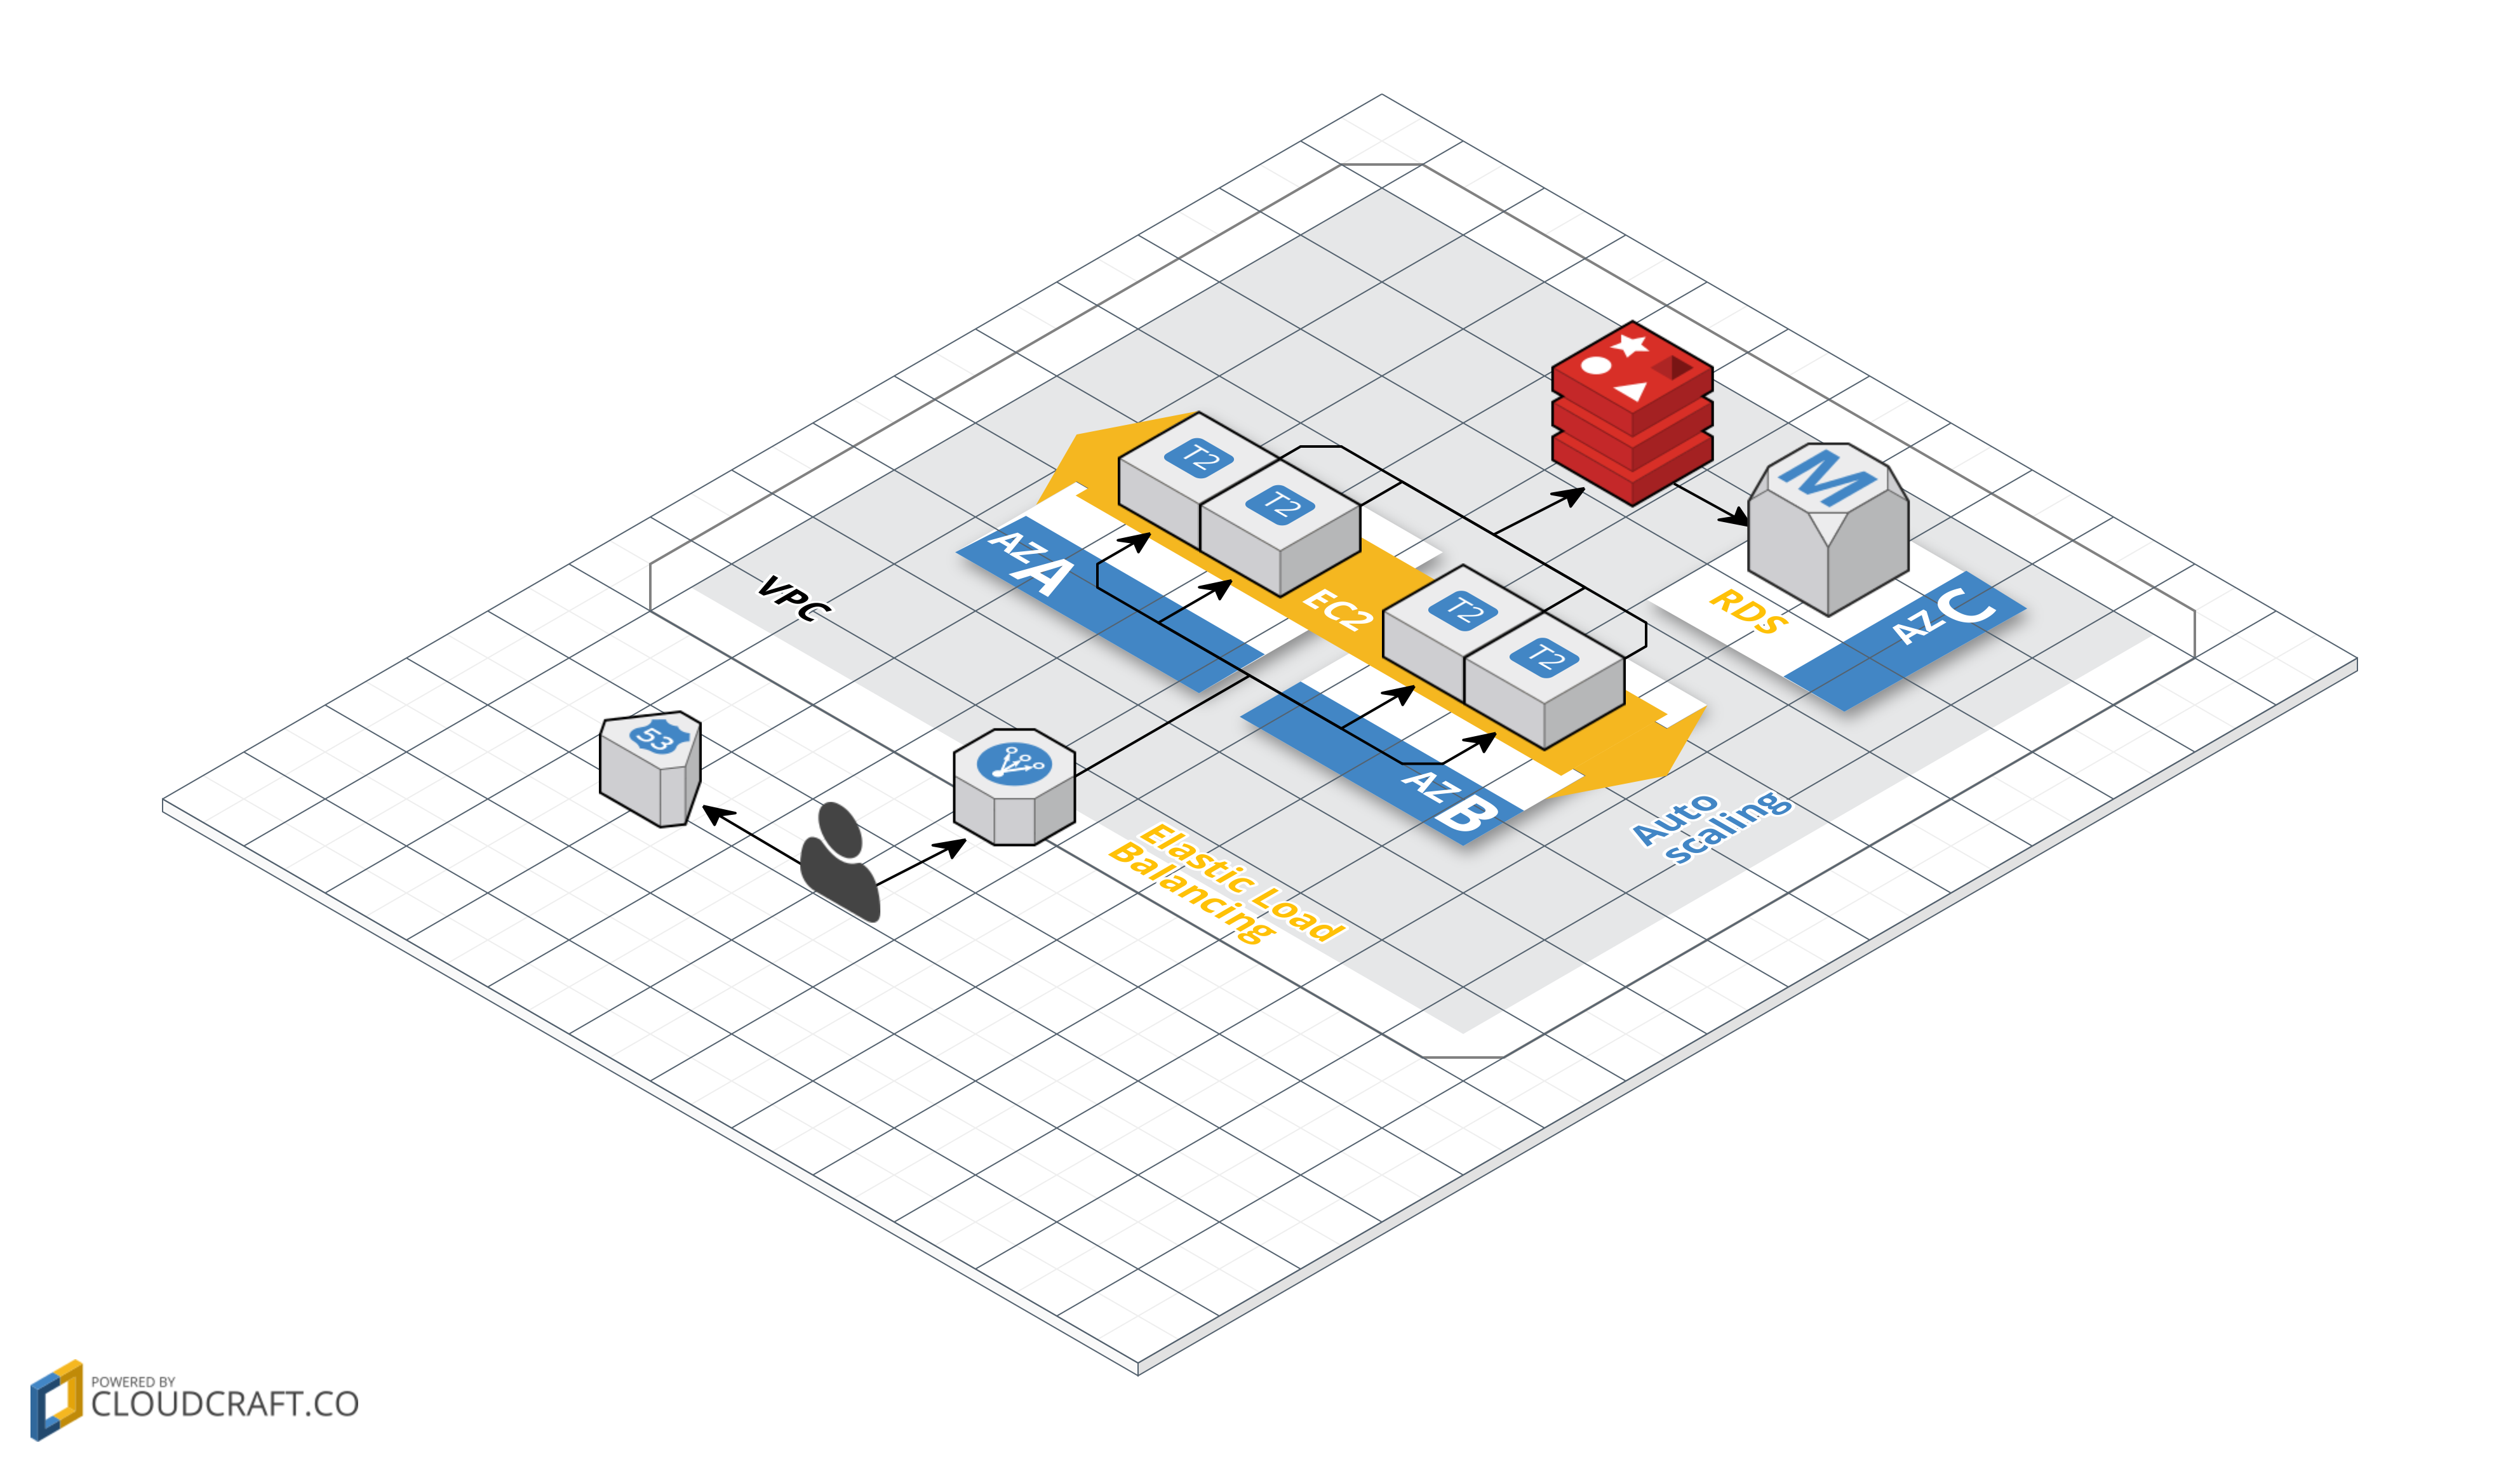 T2
T2
AZ A
EC2
T2
T2
M
RDS
AZ C
VPC
53
AZ B
Auto
scaling
Elastic Load
Balancing
POWERED BY
CLOUDCRAFT.CO